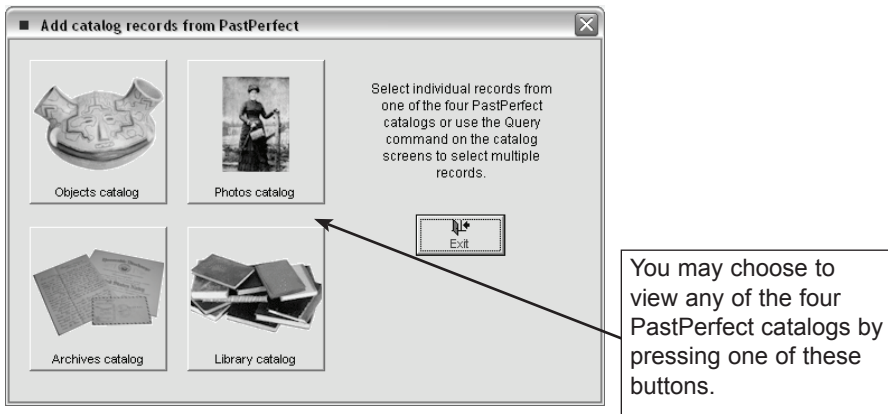 Add catalog records from PastPerfect
Objects catalog
Photos catalog
Select individual records from
one of the four PastPerfect
catalogs or use the Query
command on the catalog
screens to select multiple
records.
Exit
Archives catalog
Library catalog
You may choose to
view any of the four
PastPerfect catalogs by
pressing one of these
buttons.